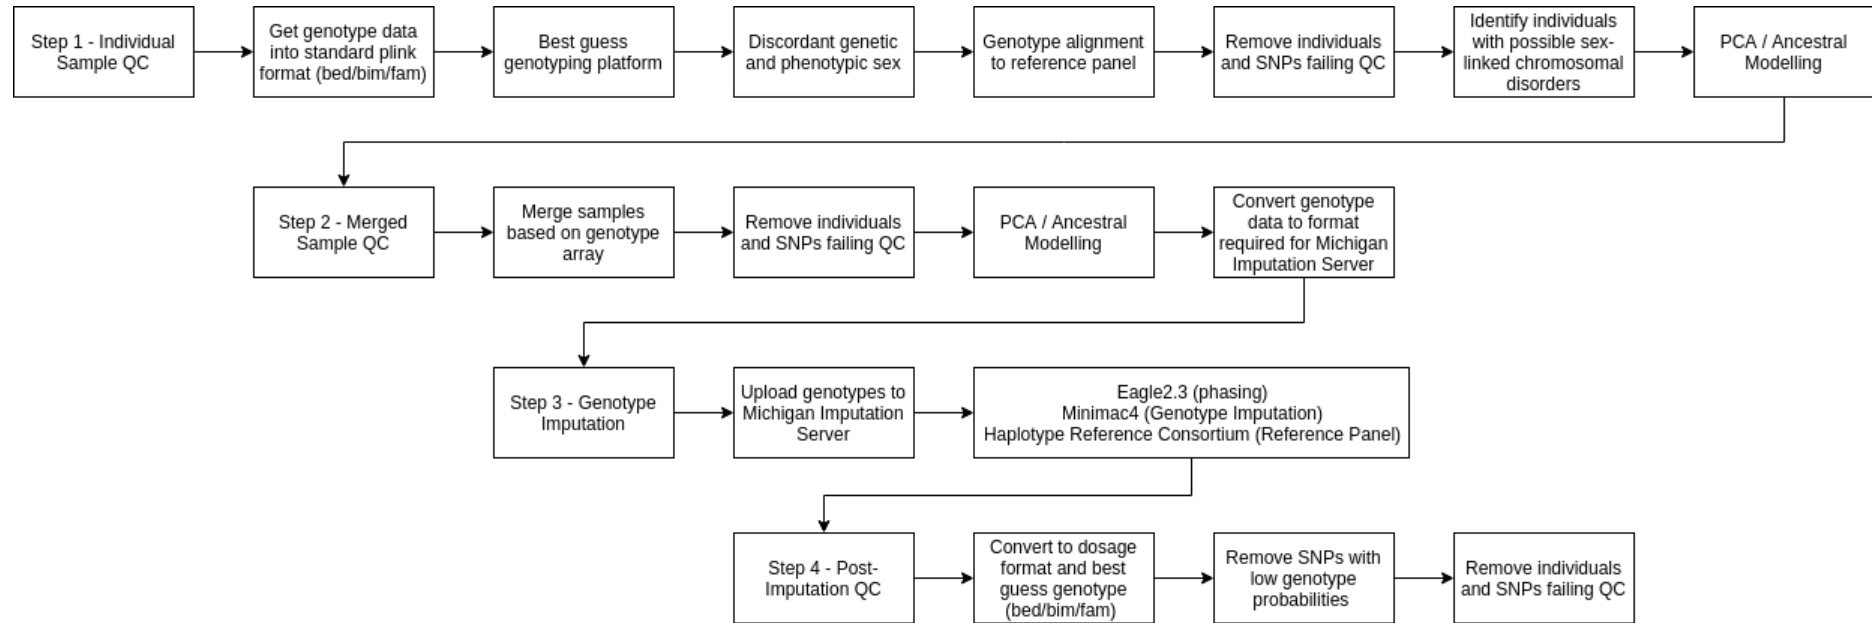 Step 1 - Individual
Sample QC
Get genotype data
into standard plink
format (bed/bim/fam)
Best guess
genotyping platform
Discordant genetic
and phenotypic sex
Genotype alignment
to reference panel
Remove individuals
and SNPs failing QC
Identify individuals
with possible sex-
linked chromosomal
disorders
PCA / Ancestral
Modelling
Step 2 - Merged
Sample QC
Merge samples
based on genotype
array
Remove individuals
and SNPs failing QC
PCA / Ancestral
Modelling
Convert genotype
data to format
required for Michigan
Imputation Server
Step 3 - Genotype
Imputation
Upload genotypes to
Michigan Imputation
Server
Eagle2.3 (phasing)
Minimac4 (Genotype Imputation)
Haplotype Reference Consortium (Reference Panel)
Step 4 - Post-
Imputation QC
Convert to dosage
format and best
guess genotype
(bed/bim/fam)
Remove SNPs with
low genotype
probabilities
Remove individuals
and SNPs failing QC